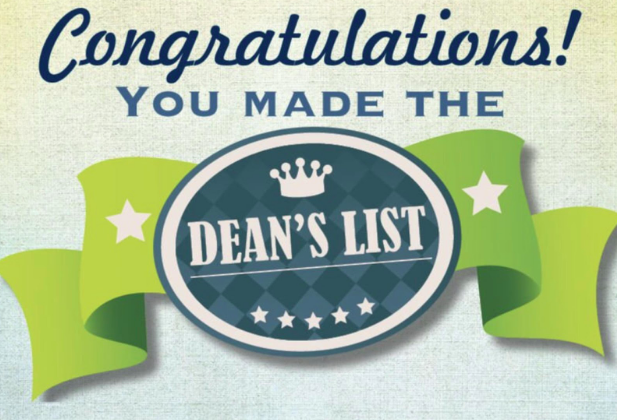 Congratulations!
YOU MADE THE
DEAN'S LIST